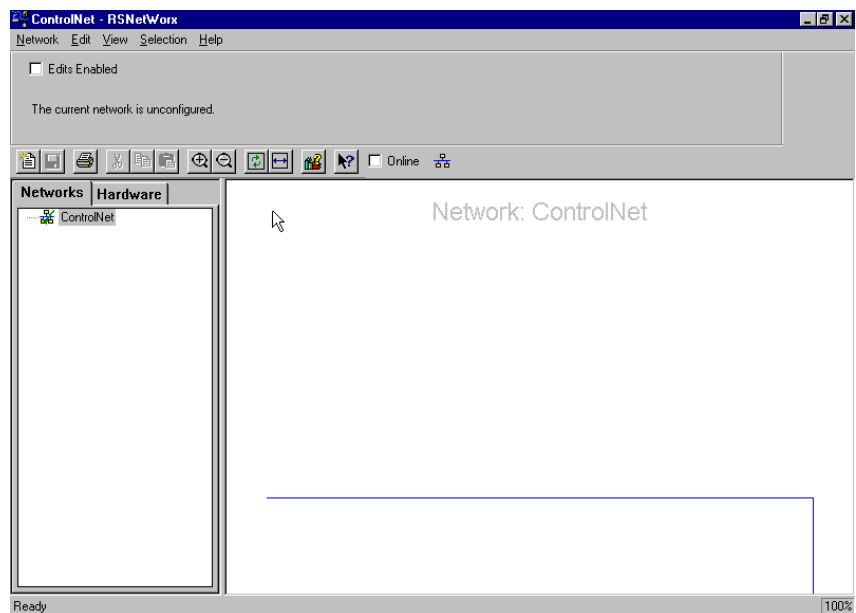 ControlNet - RSNetWorx
Network Edit View Selection Help
Edits Enabled
The current network is unconfigured.
Online
Networks Hardware
ControlNet
Network: ControlNet
Ready 100%